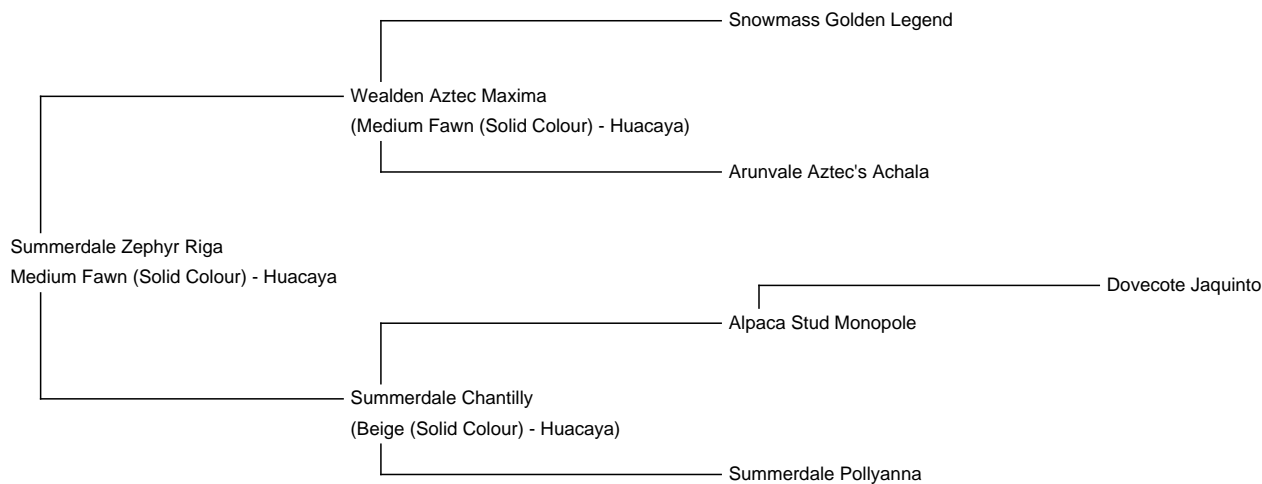 Snowmass Golden Legend
Wealden Aztec Maxima
(Medium Fawn (Solid Colour) - Huacaya)
Arunvale Aztec's Achala
Summerdale Zephyr Riga
Medium Fawn (Solid Colour) - Huacaya
Dovecote Jaquinto
Alpaca Stud Monopole
Summerdale Chantilly
(Beige (Solid Colour) - Huacaya)
Summerdale Pollyanna